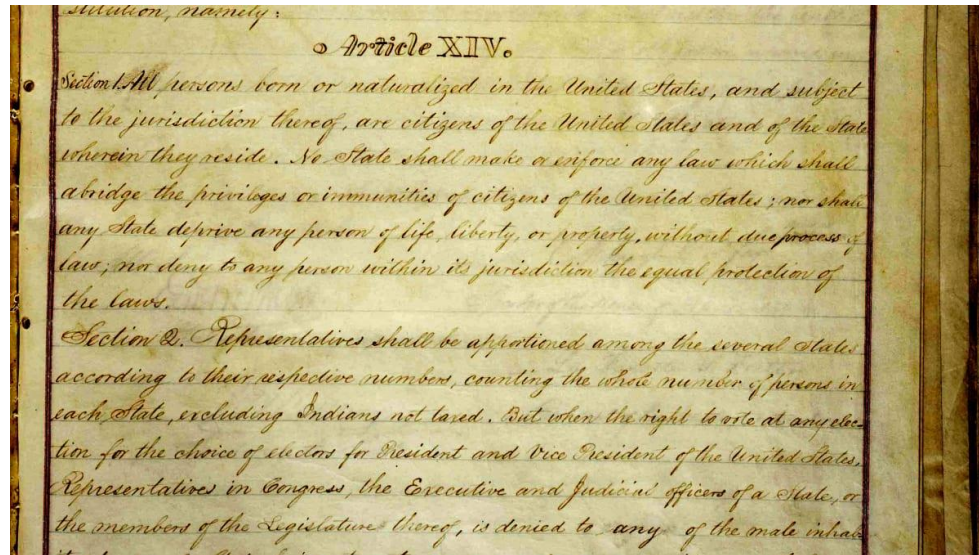 stitution, namely:
Article XIV.
Section 1. All persons born or naturalized in the United States, and subject
to the jurisdiction thereof, are citizens of the United States and of the State
wherein they reside. No State shall make or enforce any law which shall
abridge the privileges or immunities of citizens of the United States; nor shall
any State deprive any person of life, liberty, or property, without due process of
law; nor deny to any person within its jurisdiction the equal protection of
the laws.
Section 2. Representatives shall be apportioned among the several States
according to their respective numbers, counting the whole number of persons in
each State, excluding Indians not taxed. But when the right to vote at any elec-
tion for the choice of electors for President and Vice President of the United States,
Representatives in Congress, the Executive and Judicial officers of a State, or
the members of the Legislature thereof, is denied to any of the male inhab-